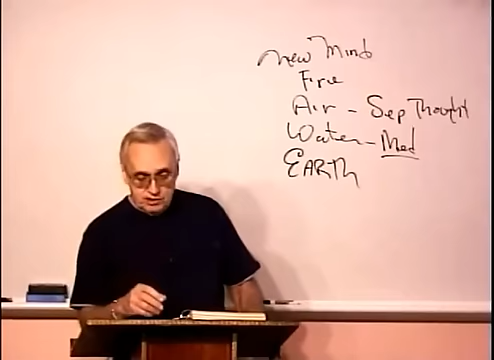 New Mind
Fire
Air - Sep Thought
Water - Med
EARTH